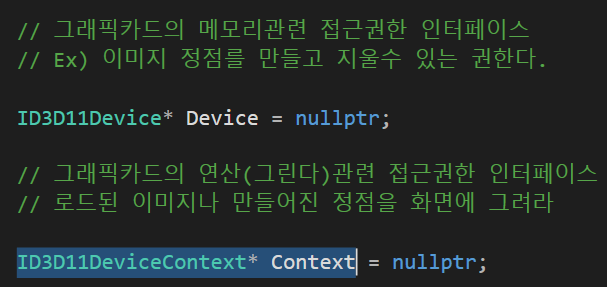 // 그래픽카드의 메모리관련 접근권한 인터페이스
// Ex) 이미지 정점를 만들고 지울수 있는 권한다.
ID3D11Device* Device = nullptr;
// 그래픽카드의 연산(그린다)관련 접근권한 인터페이스
// 로드된 이미지나 만들어진 정점을 화면에 그려라
ID3D11DeviceContext* Context = nullptr;